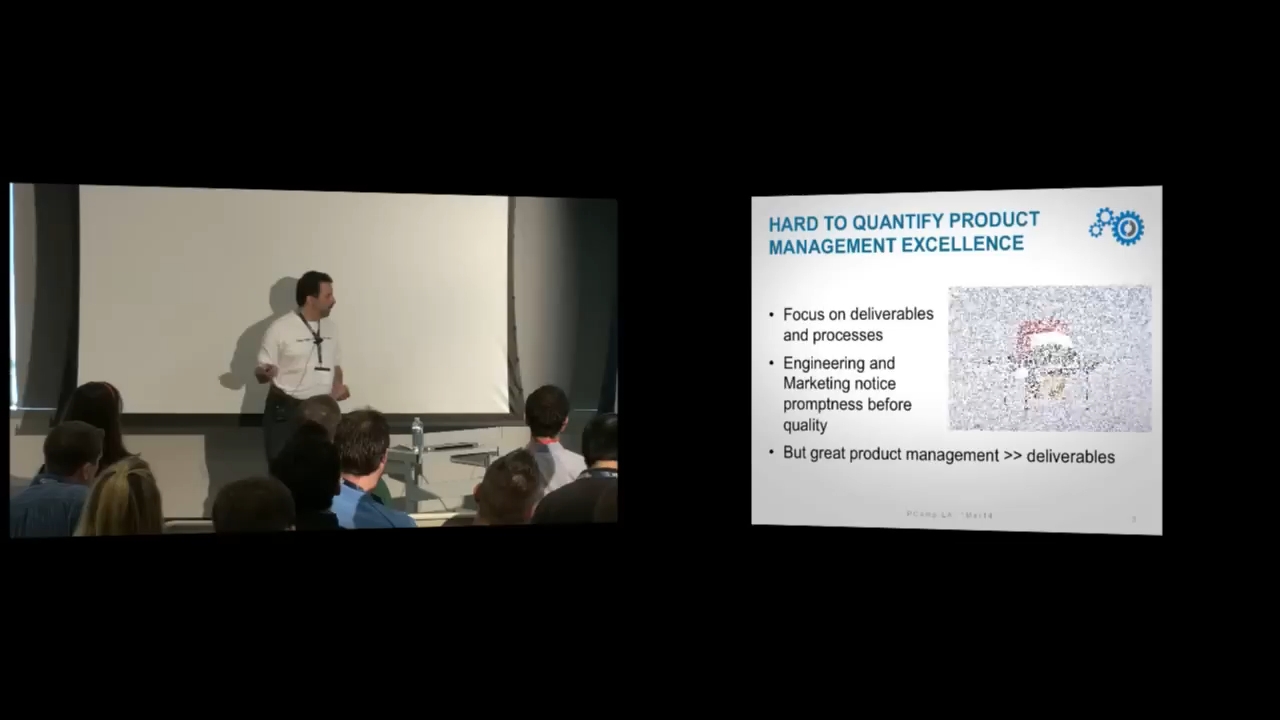 HARD TO QUANTIFY PRODUCT
MANAGEMENT EXCELLENCE
• Focus on deliverables
and processes
• Engineering and
Marketing notice
promptness before
quality
• But great product management >> deliverables